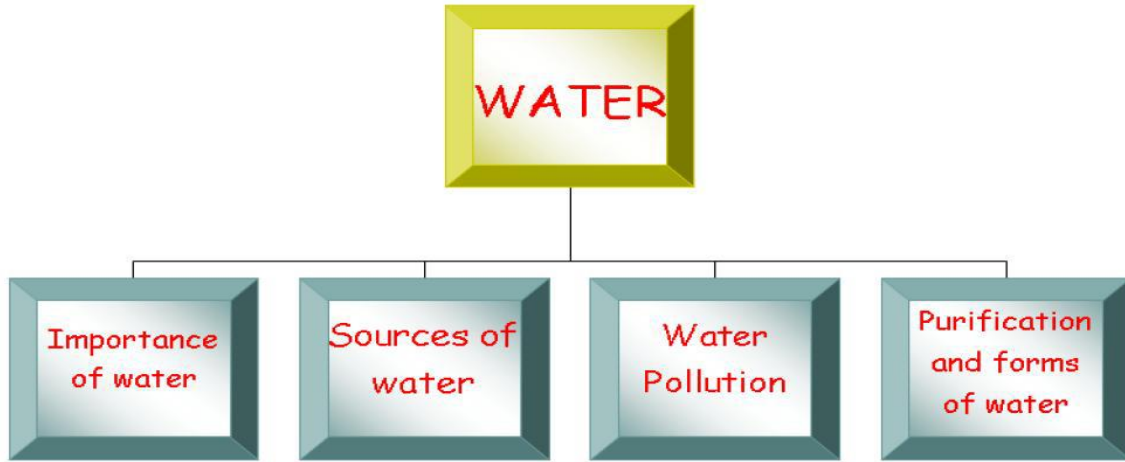 WATER
Importance
of water
Sources of
water
Water
Pollution
Purification
and forms
of water